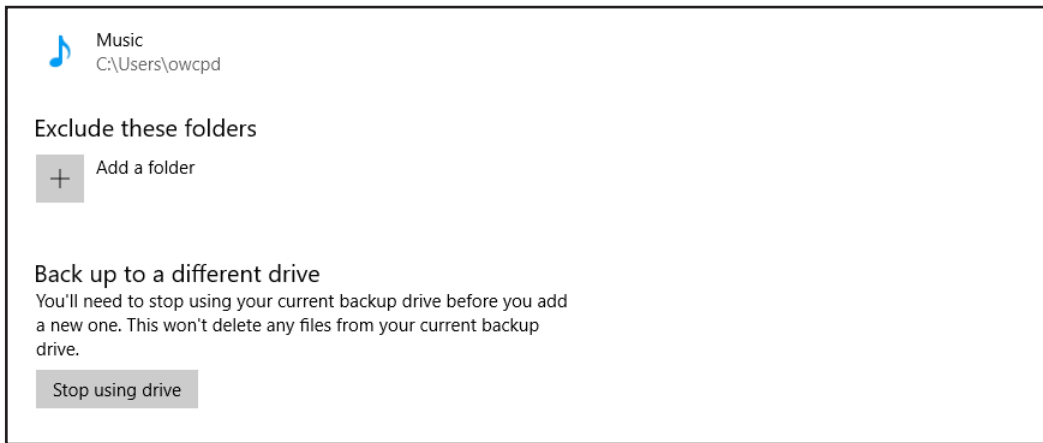 Music
C:\Users\owcpd
Exclude these folders
Add a folder
Back up to a different drive
You'll need to stop using your current backup drive before you add
a new one. This won't delete any files from your current backup
drive.
Stop using drive